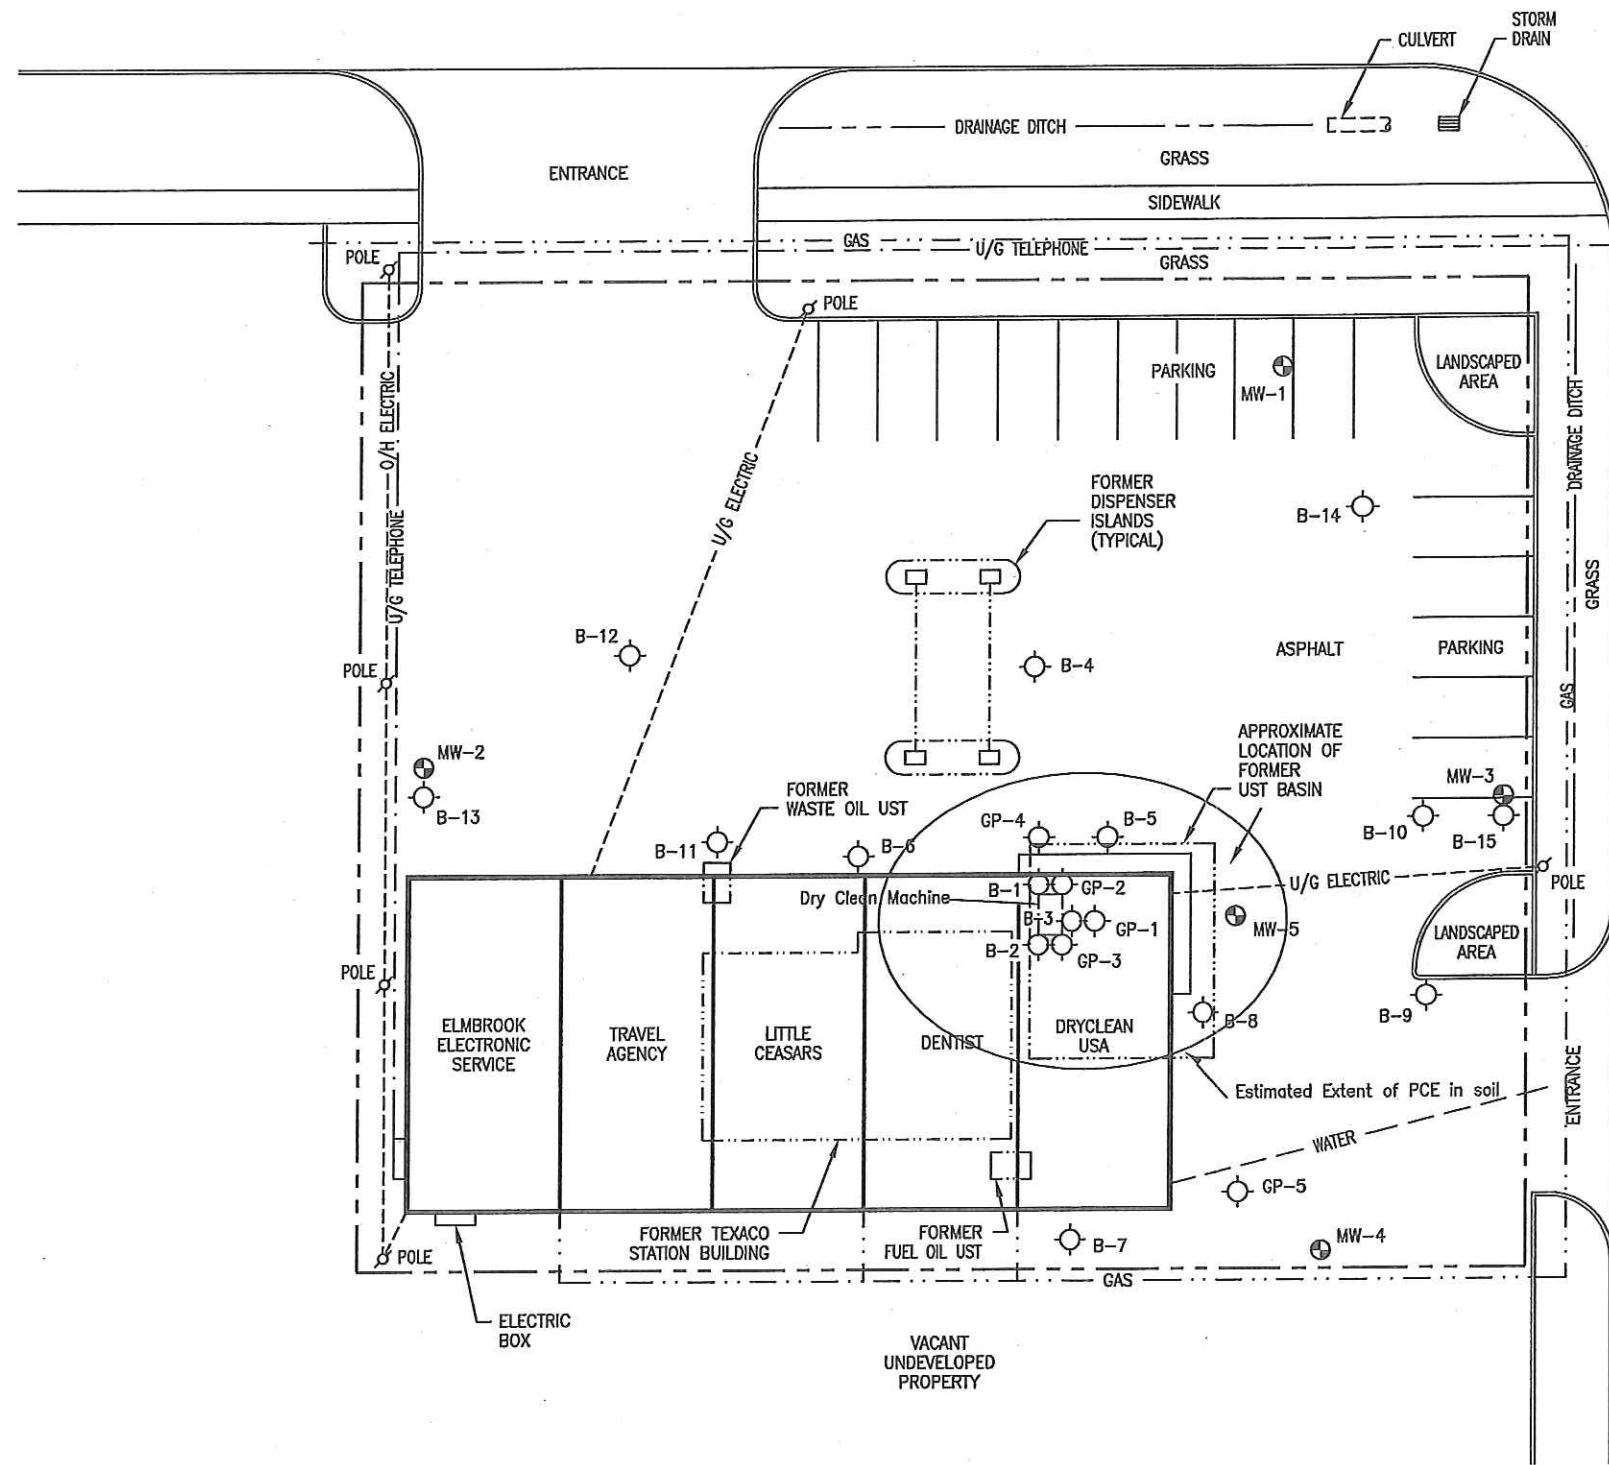 STORM
DRAIN
CULVERT
DRAINAGE DITCH
GRASS
ENTRANCE
SIDEWALK
GAS
U/G TELEPHONE
GRASS
POLE
POLE
PARKING
MW-1
LANDSCAPED
AREA
O/H ELECTRIC
DRAINAGE DITCH
U/G ELECTRIC
FORMER
DISPENSER
ISLANDS
(TYPICAL)
B-14
U/G TELEPHONE
GRASS
B-12
B-4
ASPHALT
PARKING
POLE
GAS
APPROXIMATE
LOCATION OF
FORMER
UST BASIN
MW-2
B-13
FORMER
WASTE OIL UST
MW-3
B-10
B-15
GP-4
B-5
B-11
B-6
B-1
GP-2
U/G ELECTRIC
POLE
Dry Clean Machine
B-3
GP-1
MW-5
B-2
GP-3
LANDSCAPED
AREA
POLE
B-9
B-8
ELMBROOK
ELECTRONIC
SERVICE
TRAVEL
AGENCY
LITTLE
CEASARS
DENTIST
DRYCLEAN
USA
Estimated Extent of PCE in soil
ENTRANCE
WATER
GP-5
FORMER TEXACO
STATION BUILDING
FORMER
FUEL OIL UST
B-7
MW-4
POLE
GAS
ELECTRIC
BOX
VACANT
UNDEVELOPED
PROPERTY